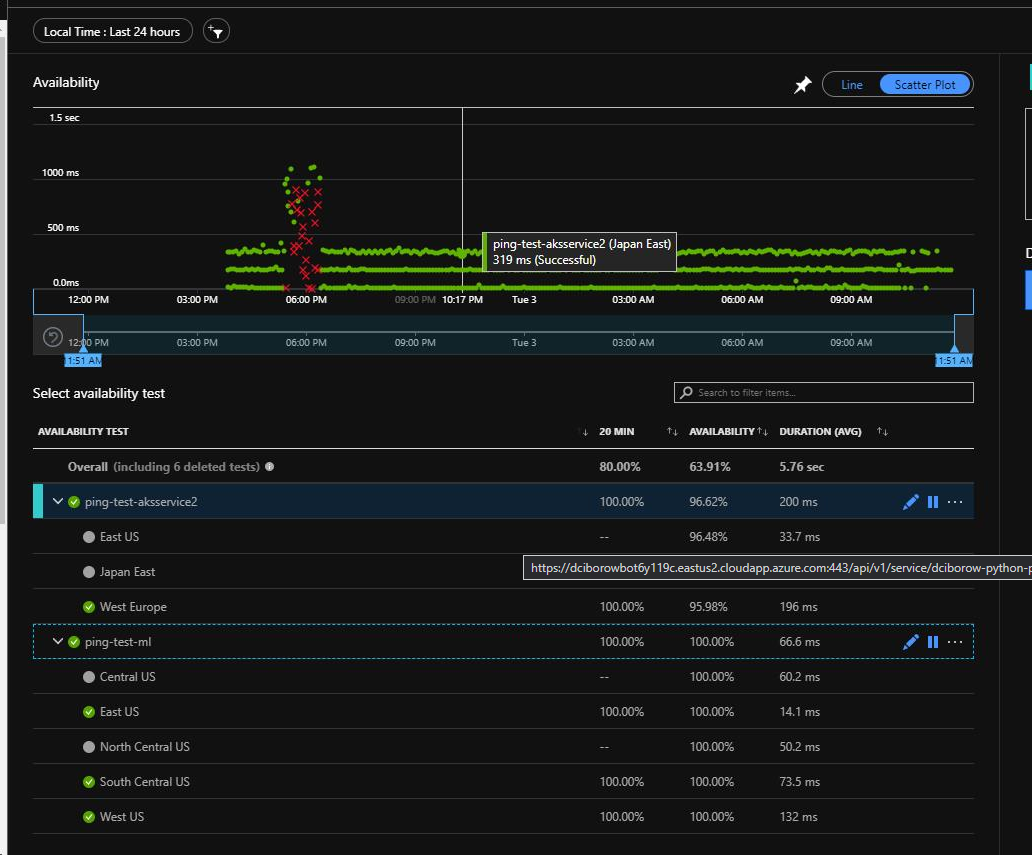 Local Time : Last 24 hours
Availability
Line Scatter Plot
1.5 sec
1000 ms
500 ms
0.0ms
ping-test-aksservice2 (Japan East)
319 ms (Successful)
12:00 PM 03:00 PM 06:00 PM 09:00 PM 10:17 PM Tue 3 03:00 AM 06:00 AM 09:00 AM
12:00 PM 03:00 PM 06:00 PM 09:00 PM Tue 3 03:00 AM 06:00 AM 09:00 AM
11:51 AM 11:51 AM
Select availability test
Search to filter items...
AVAILABILITY TEST 20 MIN AVAILABILITY DURATION (AVG)
Overall (including 6 deleted tests) 80.00% 63.91% 5.76 sec
ping-test-aksservice2 100.00% 96.62% 200 ms
East US -- 96.48% 33.7 ms
Japan East
https://dciborowbot6y119c.eastus2.cloudapp.azure.com:443/api/v1/service/dciborow-python-p
West Europe 100.00% 95.98% 196 ms
ping-test-ml 100.00% 100.00% 66.6 ms
Central US -- 100.00% 60.2 ms
East US 100.00% 100.00% 14.1 ms
North Central US -- 100.00% 50.2 ms
South Central US 100.00% 100.00% 73.5 ms
West US 100.00% 100.00% 132 ms